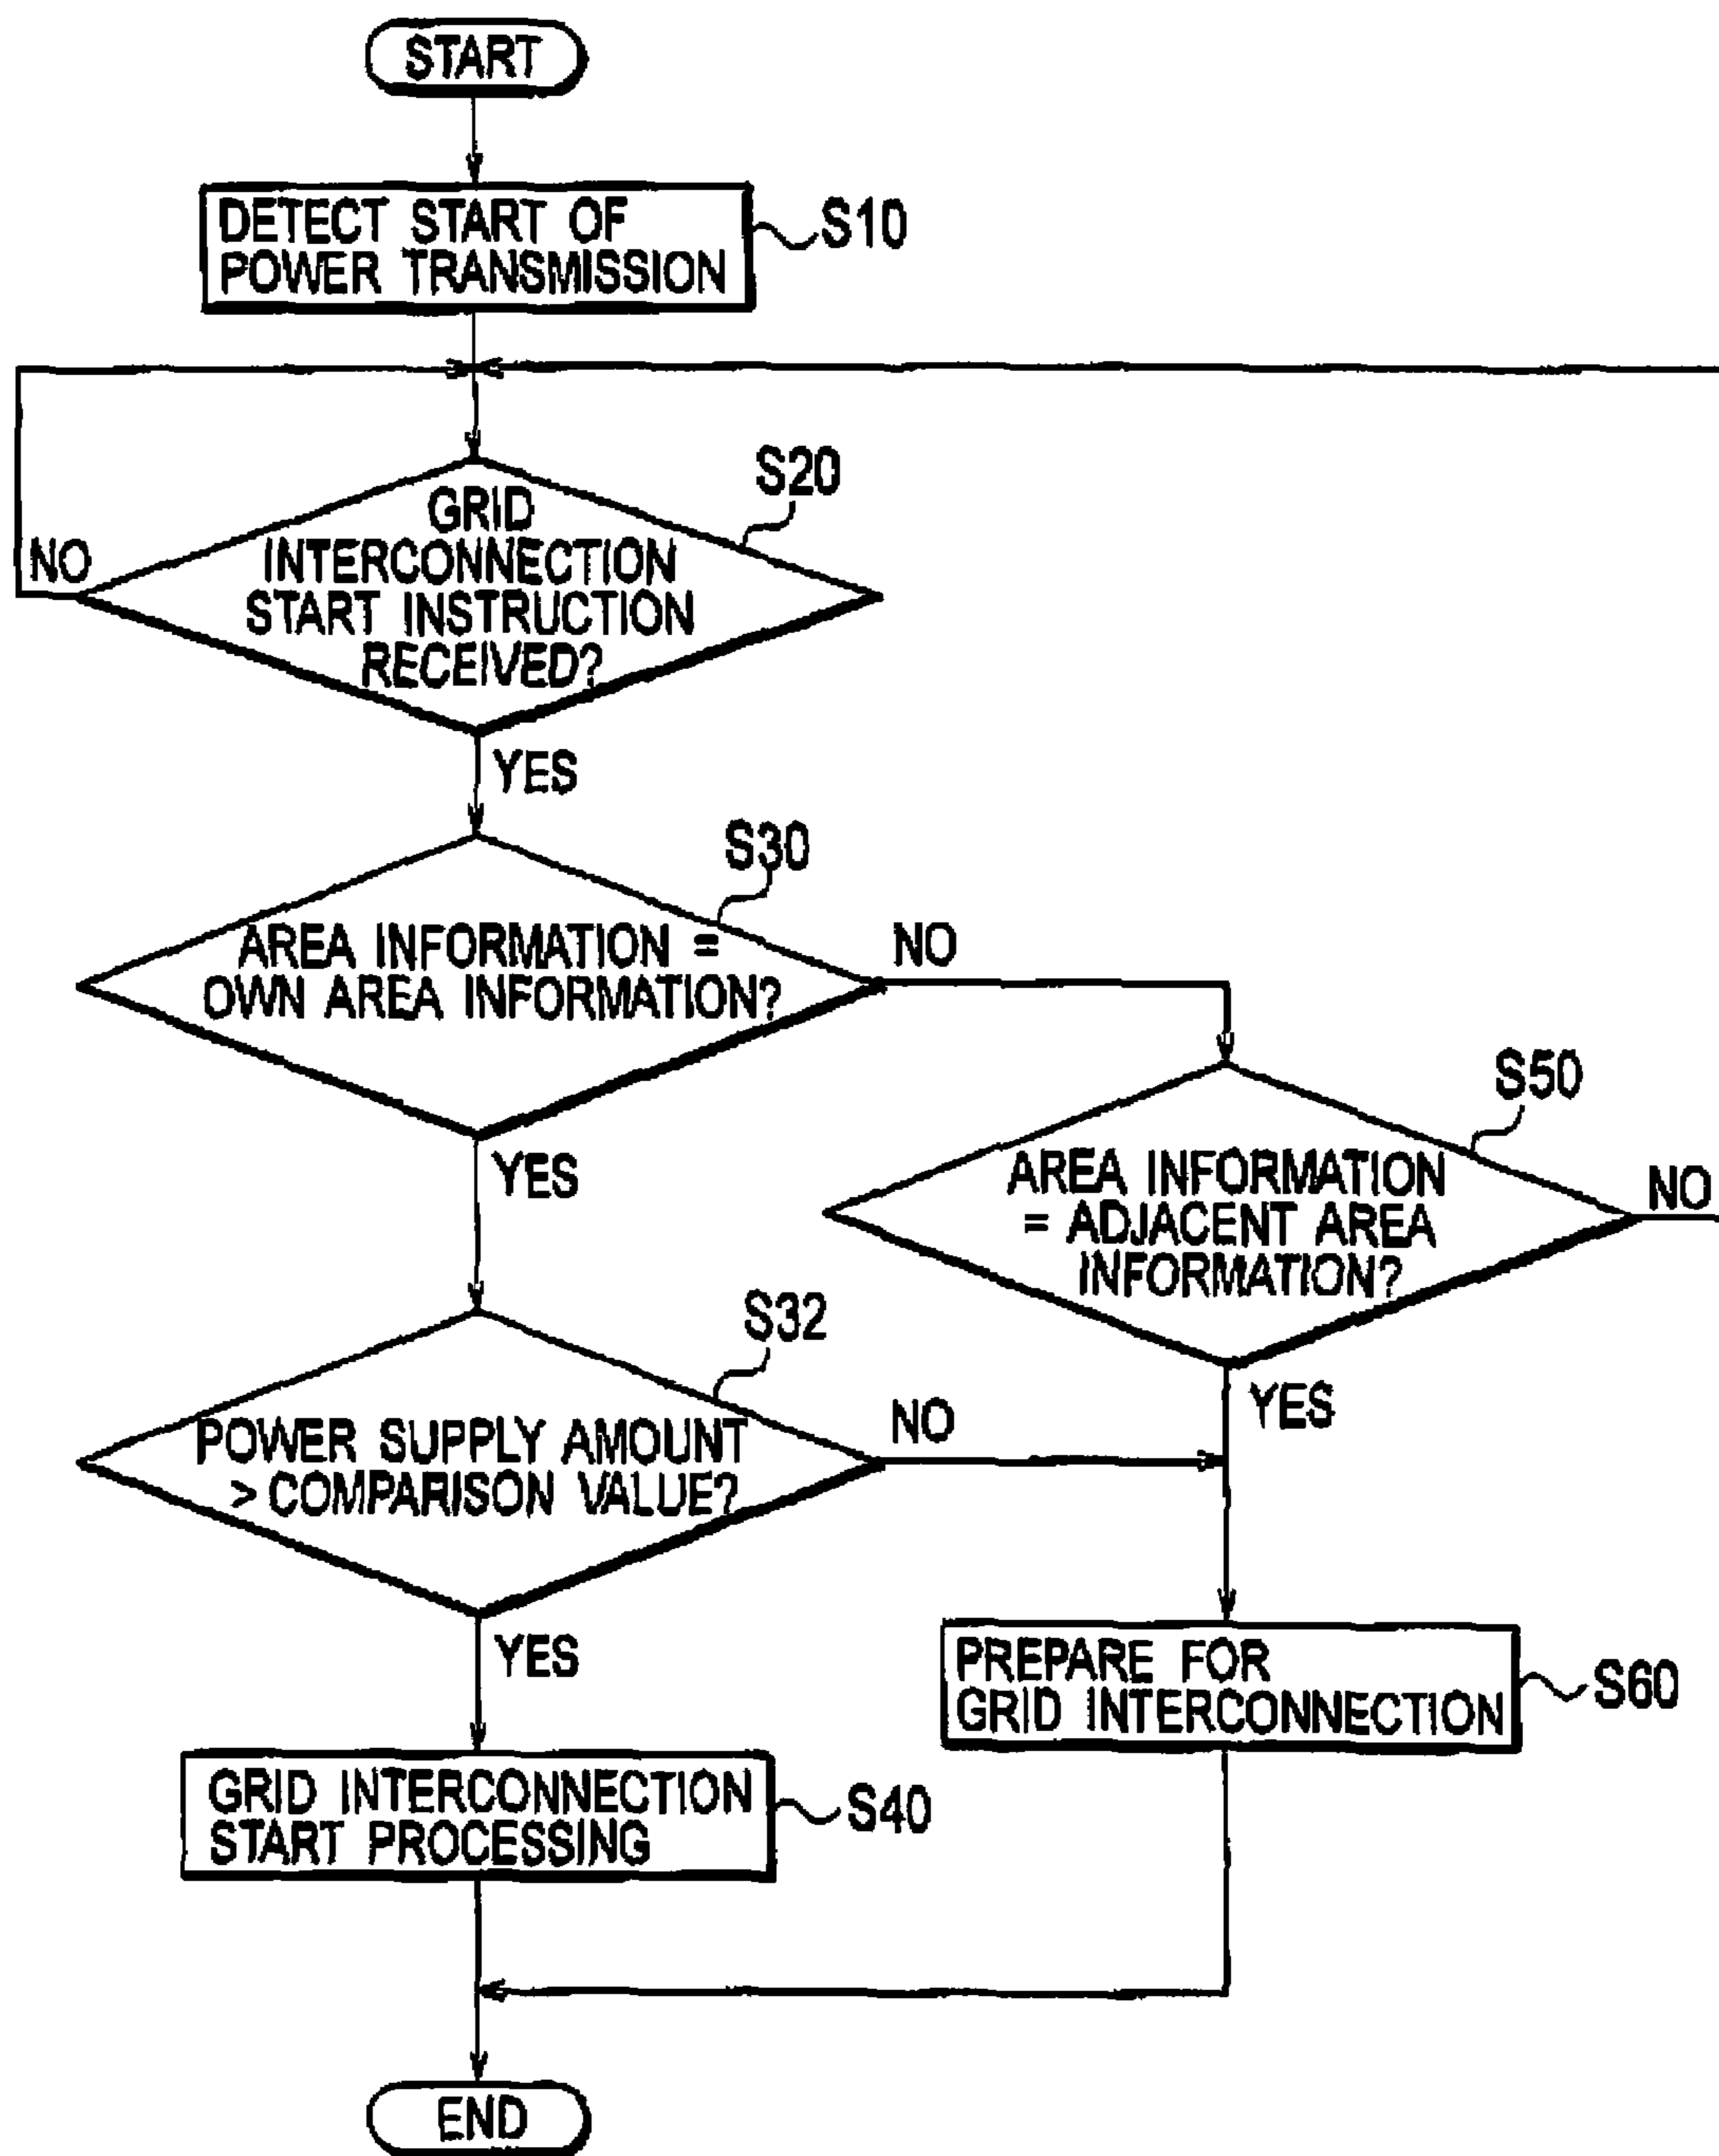 START
DETECT START OF
POWER TRANSMISSION
S10
S20
GRID
INTERCONNECTION
START INSTRUCTION
RECEIVED?
NO
YES
S30
AREA INFORMATION =
OWN AREA INFORMATION?
NO
YES
S50
AREA INFORMATION
= ADJACENT AREA
INFORMATION?
NO
YES
S32
POWER SUPPLY AMOUNT
> COMPARISON VALUE?
NO
YES
PREPARE FOR
GRID INTERCONNECTION
S60
GRID INTERCONNECTION
START PROCESSING
S40
END